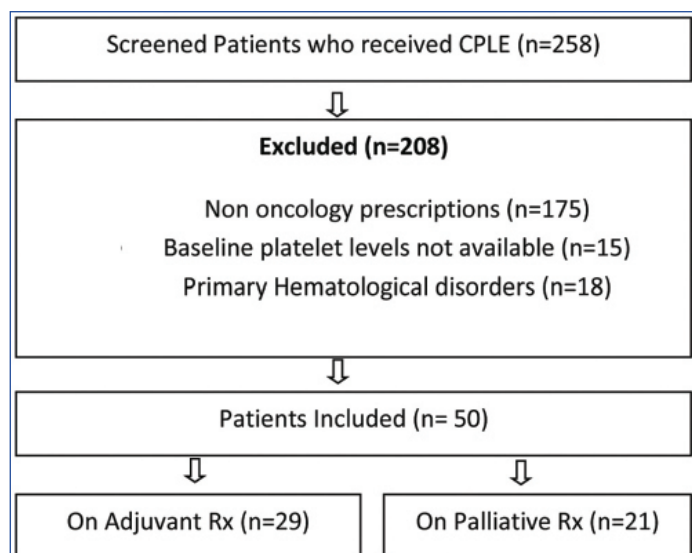 Screened Patients who received CPLE (n=258)
Excluded (n=208)
Non oncology prescriptions (n=175)
Baseline platelet levels not available (n=15)
Primary Hematological disorders (n=18)
Patients Included (n= 50)
On Adjuvant Rx (n=29)
On Palliative Rx (n=21)